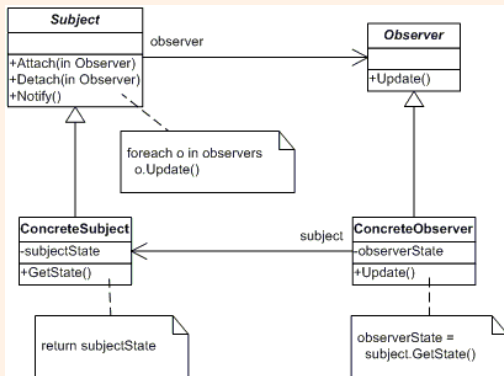 Subject
+Attach(in Observer)
+Detach(in Observer)
+Notify()
observer
Observer
+Update()
foreach o in observers
o.Update()
ConcreteSubject
-subjectState
+GetState()
subject
ConcreteObserver
-observerState
+Update()
return subjectState
observerState =
subject.GetState()